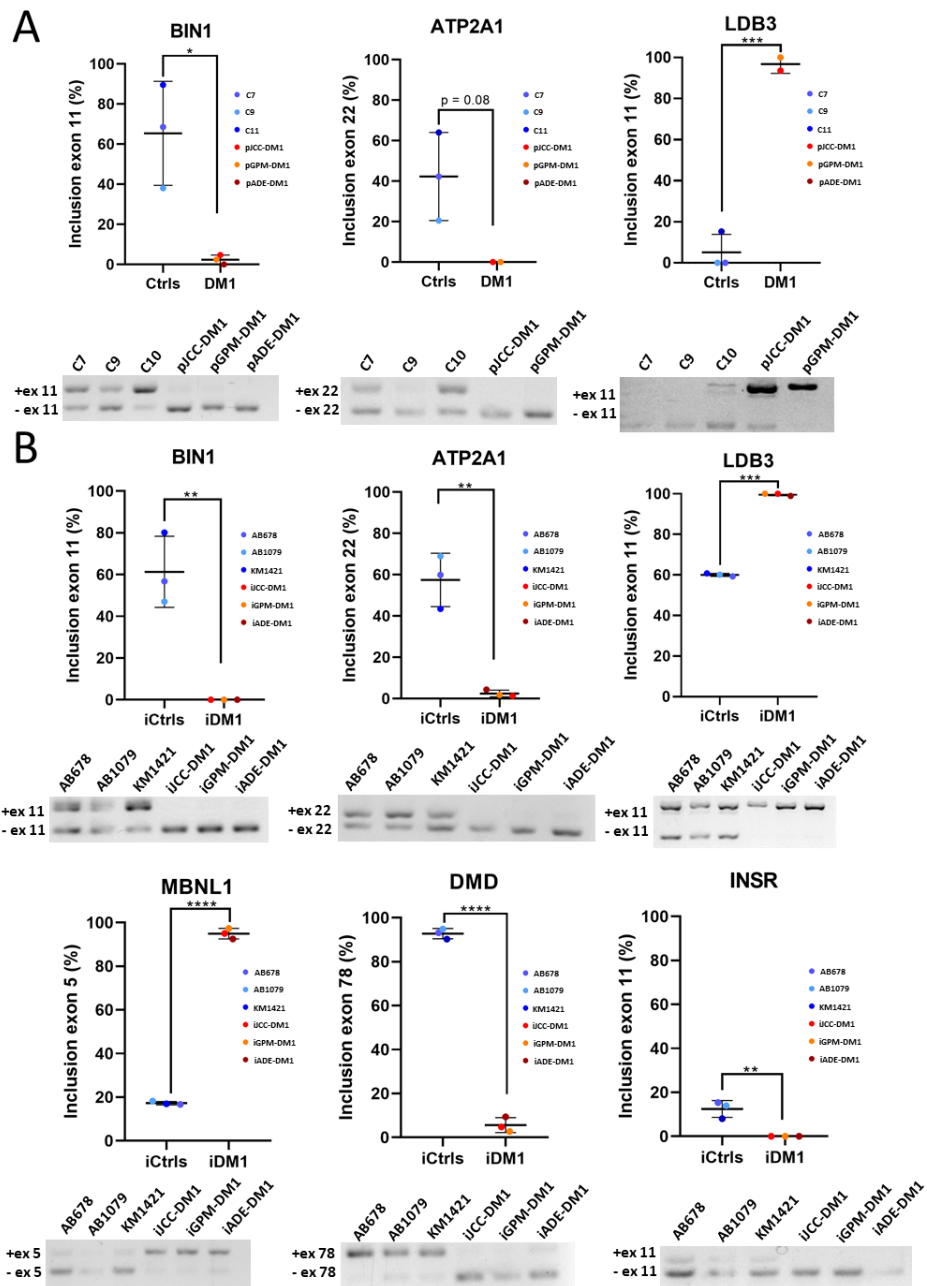 A
BIN1
Inclusion exon 11 (%)
100
80
60
40
20
0
*
Ctrls
DM1
C7
C9
C11
pJCC-DM1
pGPM-DM1
pADE-DM1
ATP2A1
Inclusion exon 22 (%)
100
80
60
40
20
0
p = 0.08
Ctrls
DM1
C7
C9
C11
pJCC-DM1
pGPM-DM1
pADE-DM1
LDB3
Inclusion exon 11 (%)
100
80
60
40
20
0
***
Ctrls
DM1
C7
C9
C11
pJCC-DM1
pGPM-DM1
pADE-DM1
C7
C9
C10
pJCC-DM1
pGPM-DM1
pADE-DM1
+ex 11
- ex 11
C7
C9
C10
pJCC-DM1
pGPM-DM1
+ex 22
- ex 22
C7
C9
C10
pJCC-DM1
pGPM-DM1
+ex 11
- ex 11
B
BIN1
Inclusion exon 11 (%)
100
80
60
40
20
0
**
iCtrls
iDM1
AB678
AB1079
KM1421
iJCC-DM1
iGPM-DM1
iADE-DM1
ATP2A1
Inclusion exon 22 (%)
100
80
60
40
20
0
**
iCtrls
iDM1
AB678
AB1079
KM1421
iJCC-DM1
iGPM-DM1
iADE-DM1
LDB3
Inclusion exon 11 (%)
100
80
60
40
20
0
***
iCtrls
iDM1
AB678
AB1079
KM1421
iJCC-DM1
iGPM-DM1
iADE-DM1
AB678
AB1079
KM1421
iJCC-DM1
iGPM-DM1
iADE-DM1
+ex 11
- ex 11
AB678
AB1079
KM1421
iJCC-DM1
iGPM-DM1
iADE-DM1
+ex 22
- ex 22
AB678
AB1079
KM1421
iJCC-DM1
iGPM-DM1
iADE-DM1
+ex 11
- ex 11
MBNL1
Inclusion exon 5 (%)
100
80
60
40
20
0
****
iCtrls
iDM1
AB678
AB1079
KM1421
iJCC-DM1
iGPM-DM1
iADE-DM1
DMD
Inclusion exon 78 (%)
100
80
60
40
20
0
****
iCtrls
iDM1
AB678
AB1079
KM1421
iJCC-DM1
iGPM-DM1
iADE-DM1
INSR
Inclusion exon 11 (%)
100
80
60
40
20
0
**
iCtrls
iDM1
AB678
AB1079
KM1421
iJCC-DM1
iGPM-DM1
iADE-DM1
AB678
AB1079
KM1421
iJCC-DM1
iGPM-DM1
iADE-DM1
+ex 5
- ex 5
AB678
AB1079
KM1421
iJCC-DM1
iGPM-DM1
iADE-DM1
+ex 78
- ex 78
AB678
AB1079
KM1421
iJCC-DM1
iGPM-DM1
iADE-DM1
+ex 11
- ex 11